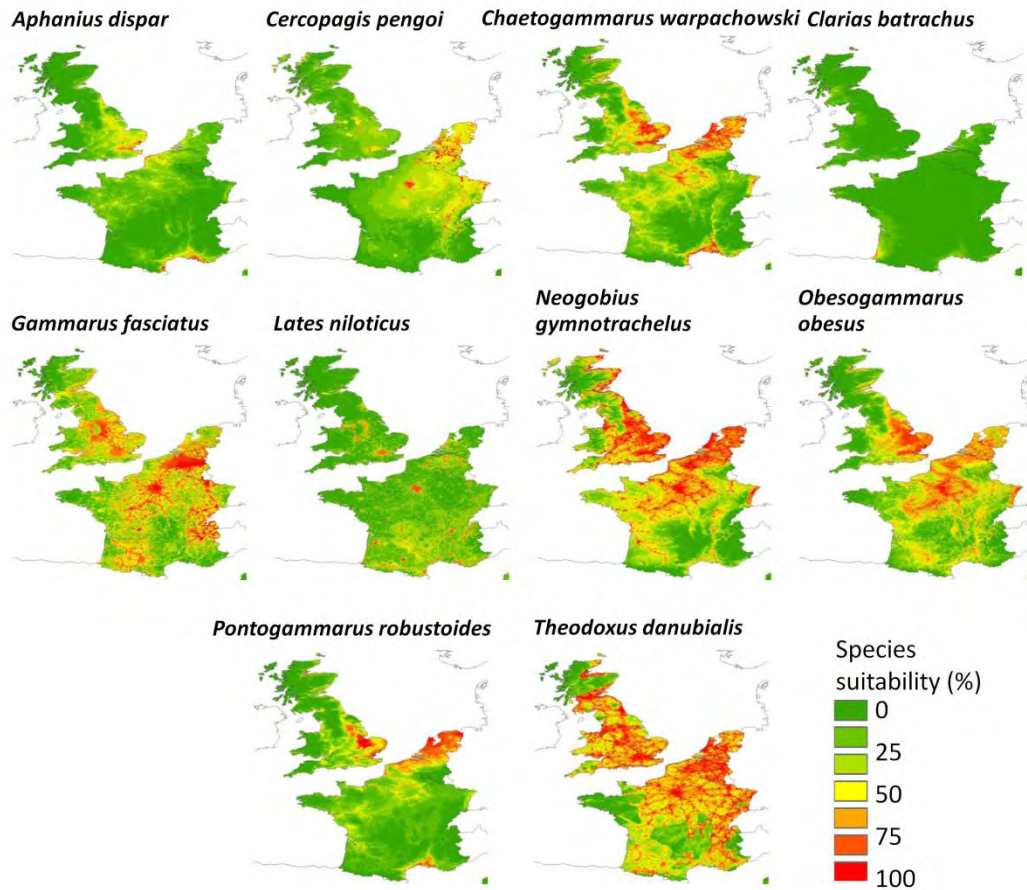 Aphanius dispar
Cercopagis pengoi
Chaetogammarus warpachowski
Clarias batrachus
Gammarus fasciatus
Lates niloticus
Neogobius
gymnotrachelus
Obesogammarus
obesus
Pontogammarus robustoides
Theodoxus danubialis
Species
suitability (%)
0
25
50
75
100